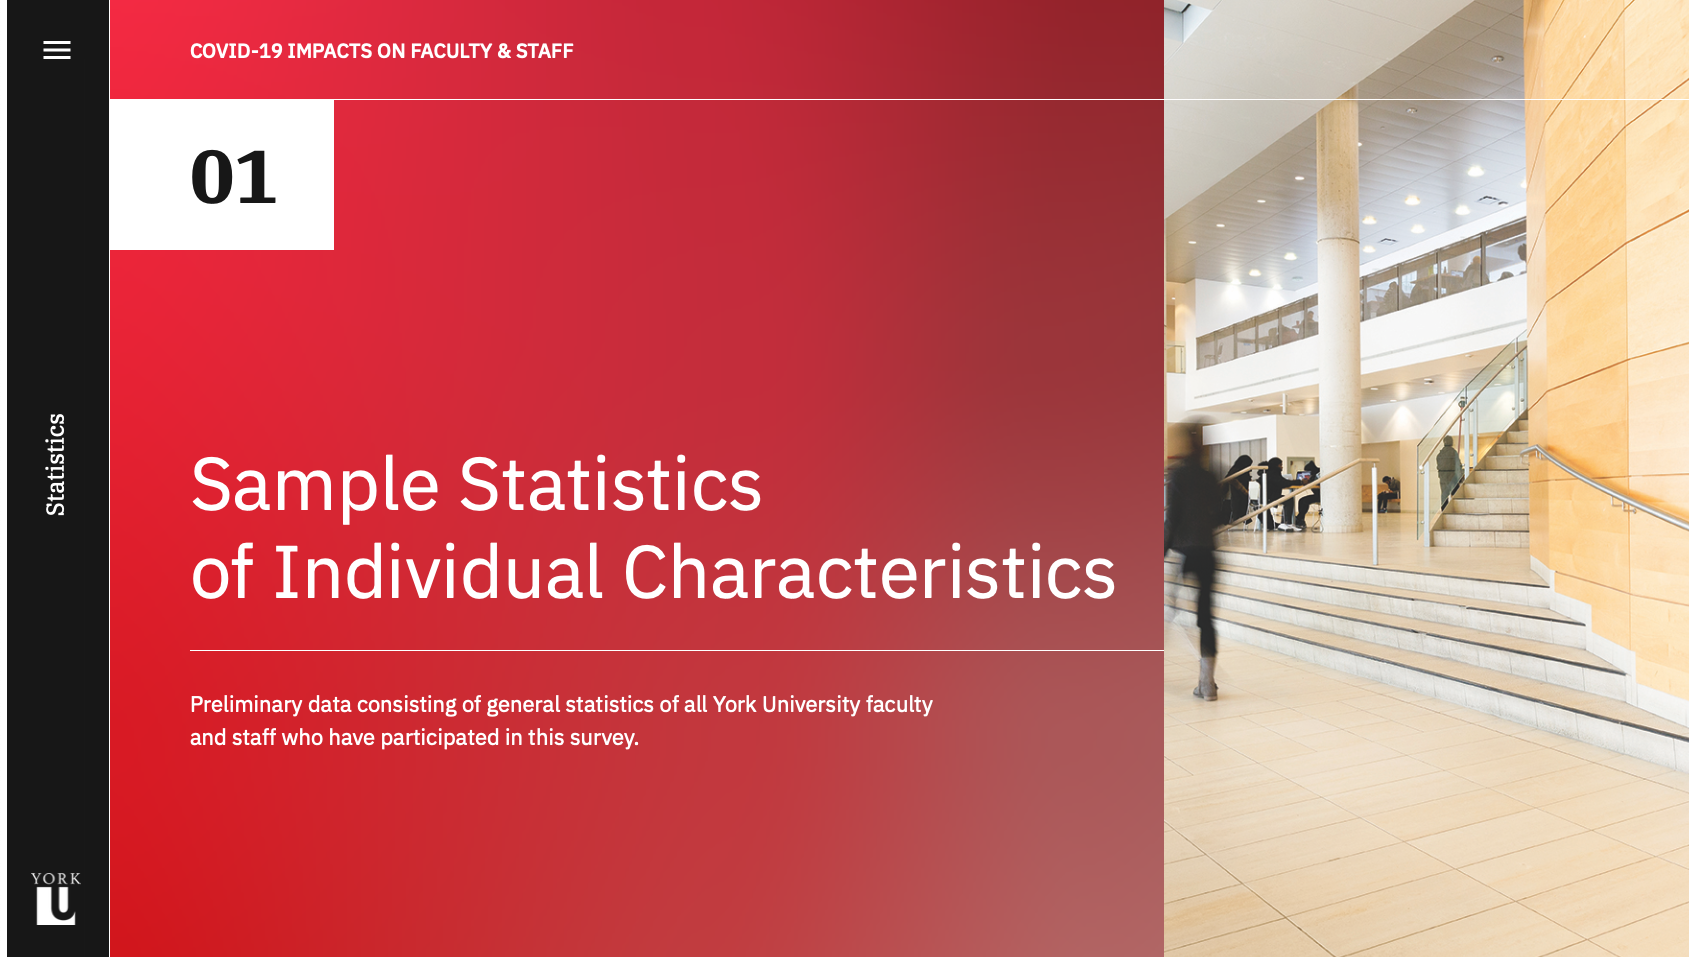 COVID-19 IMPACTS ON FACULTY & STAFF
01
Statistics
Sample Statistics
of Individual Characteristics
Preliminary data consisting of general statistics of all York University faculty
and staff who have participated in this survey.
YORK
U